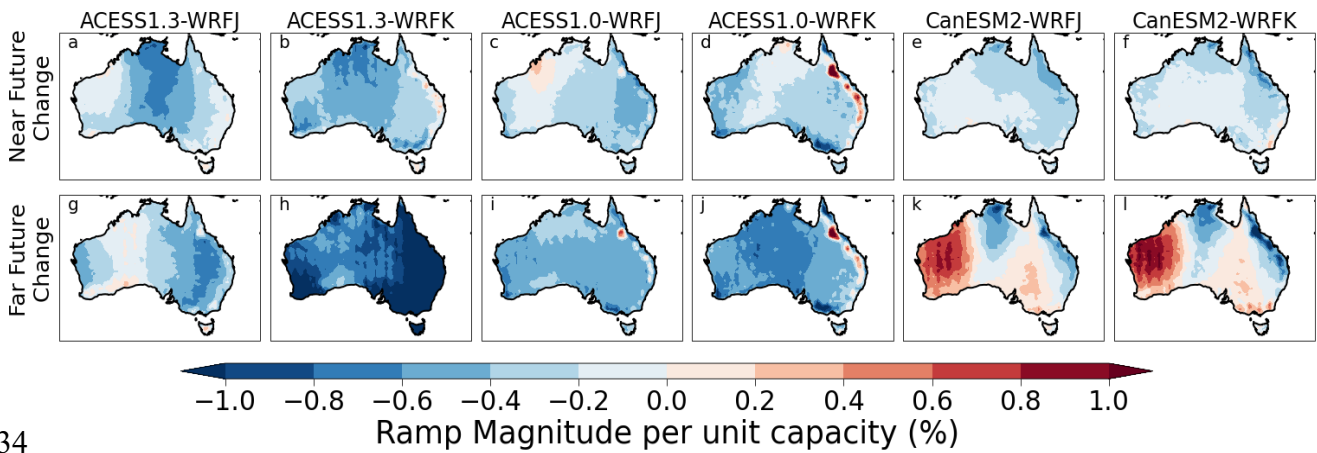 ACESS1.3-WRFJ ACESS1.3-WRFK ACESS1.0-WRFJ ACESS1.0-WRFK CanESM2-WRFJ CanESM2-WRFK
Near Future
Change
a b c d e f
Far Future
Change
g h i j k l
−1.0 −0.8 −0.6 −0.4 −0.2 0.0 0.2 0.4 0.6 0.8 1.0
Ramp Magnitude per unit capacity (%)
34